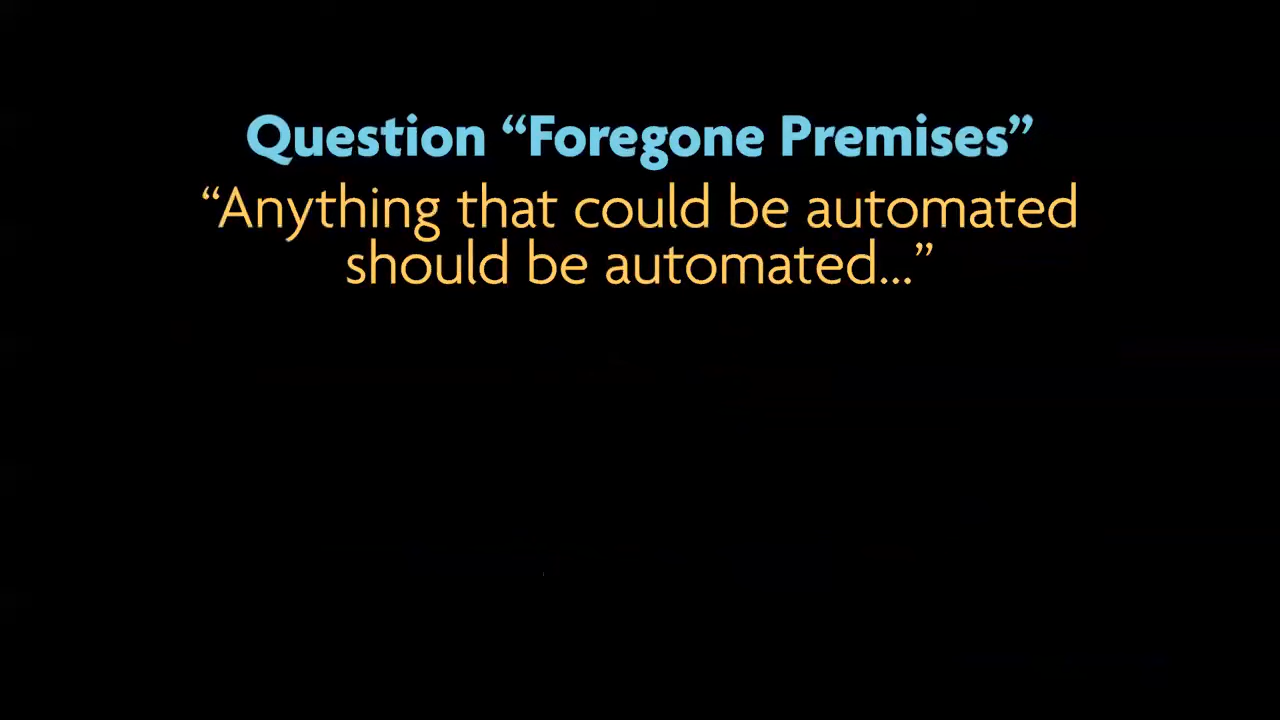 Question “Foregone Premises”
“Anything that could be automated
should be automated...”